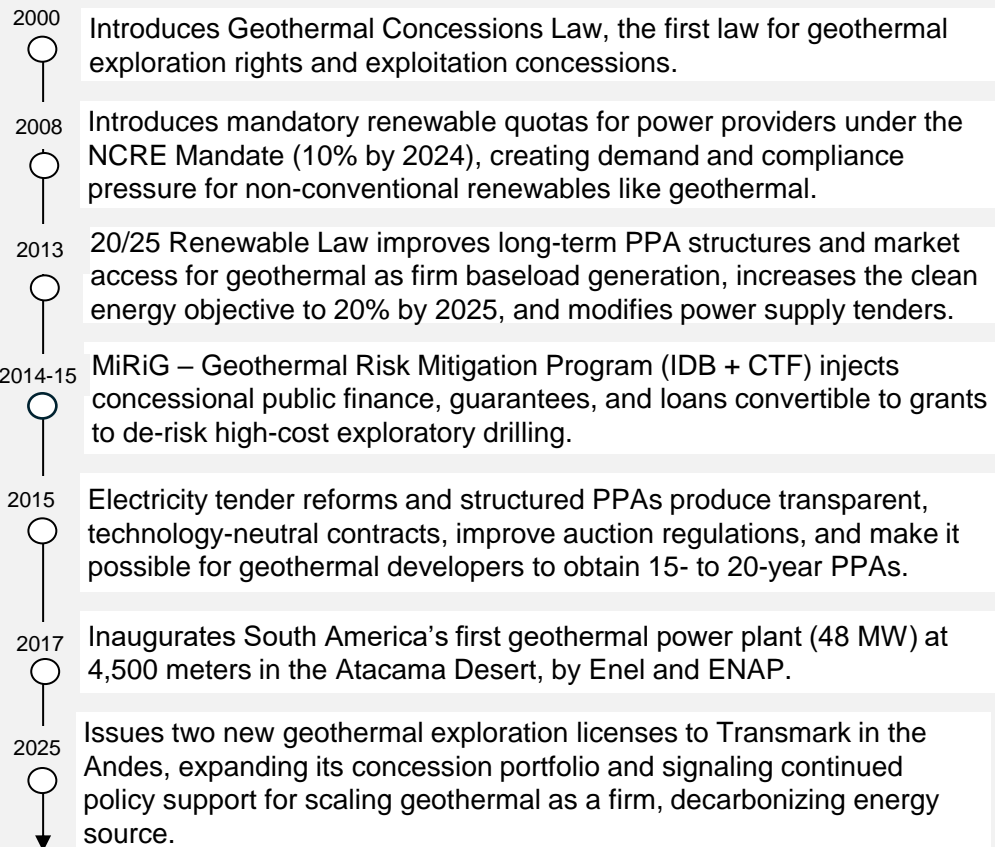 2000
Introduces Geothermal Concessions Law, the first law for geothermal
exploration rights and exploitation concessions.
2008
Introduces mandatory renewable quotas for power providers under the
NCRE Mandate (10% by 2024), creating demand and compliance
pressure for non-conventional renewables like geothermal.
2013
20/25 Renewable Law improves long-term PPA structures and market
access for geothermal as firm baseload generation, increases the clean
energy objective to 20% by 2025, and modifies power supply tenders.
2014-15
MiRiG – Geothermal Risk Mitigation Program (IDB + CTF) injects
concessional public finance, guarantees, and loans convertible to grants
to de-risk high-cost exploratory drilling.
2015
Electricity tender reforms and structured PPAs produce transparent,
technology-neutral contracts, improve auction regulations, and make it
possible for geothermal developers to obtain 15- to 20-year PPAs.
2017
Inaugurates South America’s first geothermal power plant (48 MW) at
4,500 meters in the Atacama Desert, by Enel and ENAP.
2025
Issues two new geothermal exploration licenses to Transmark in the
Andes, expanding its concession portfolio and signaling continued
policy support for scaling geothermal as a firm, decarbonizing energy
source.